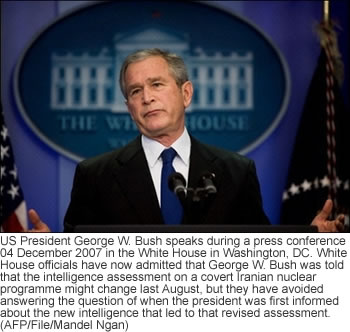 THE WHITE HOUSE
US President George W. Bush speaks during a press conference
04 December 2007 in the White House in Washington, DC. White
House officials have now admitted that George W. Bush was told
that the intelligence assessment on a covert Iranian nuclear
programme might change last August, but they have avoided
answering the question of when the president was first informed
about the new intelligence that led to that revised assessment.
(AFP/File/Mandel Ngan)